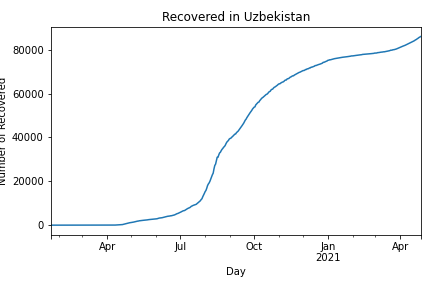 Recovered in Uzbekistan
80000
60000
40000
20000
0
Number of Recovered
Apr
Jul
Oct
Jan
2021
Apr
Day